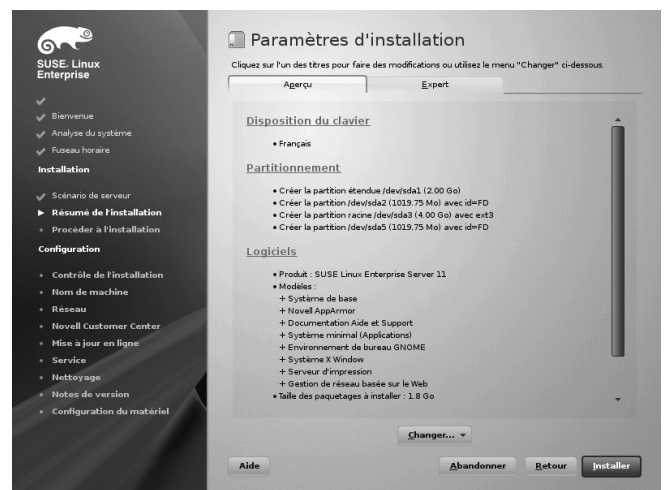 SUSE. Linux
Enterprise
Bienvenue
Analyse du système
Fuseau horaire
Installation
Scénario de serveur
Résumé de l'installation
Procéder à l'installation
Configuration
Contrôle de l'installation
Nom de machine
Réseau
Novell Customer Center
Mise à jour en ligne
Service
Nettoyage
Notes de version
Configuration du matériel
Paramètres d'installation
Cliquez sur l'un des titres pour faire des modifications ou utilisez le menu "Changer" ci-dessous.
Aperçu
Expert
Disposition du clavier
• Français
Partitionnement
• Créer la partition étendue /dev/sda1 (2.00 Go)
• Créer la partition /dev/sda2 (1019.75 Mo) avec id=FD
• Créer la partition racine /dev/sda3 (4.00 Go) avec ext3
• Créer la partition /dev/sda5 (1019.75 Mo) avec id=FD
Logiciels
• Produit : SUSE Linux Enterprise Server 11
• Modèles :
+ Système de base
+ Novell AppArmor
+ Documentation Aide et Support
+ Système minimal (Applications)
+ Environnement de bureau GNOME
+ Système X Window
+ Serveur d'impression
+ Gestion de réseau basée sur le Web
• Taille des paquetages à installer : 1.8 Go
Changer...
Aide
Abandonner
Retour
Installer